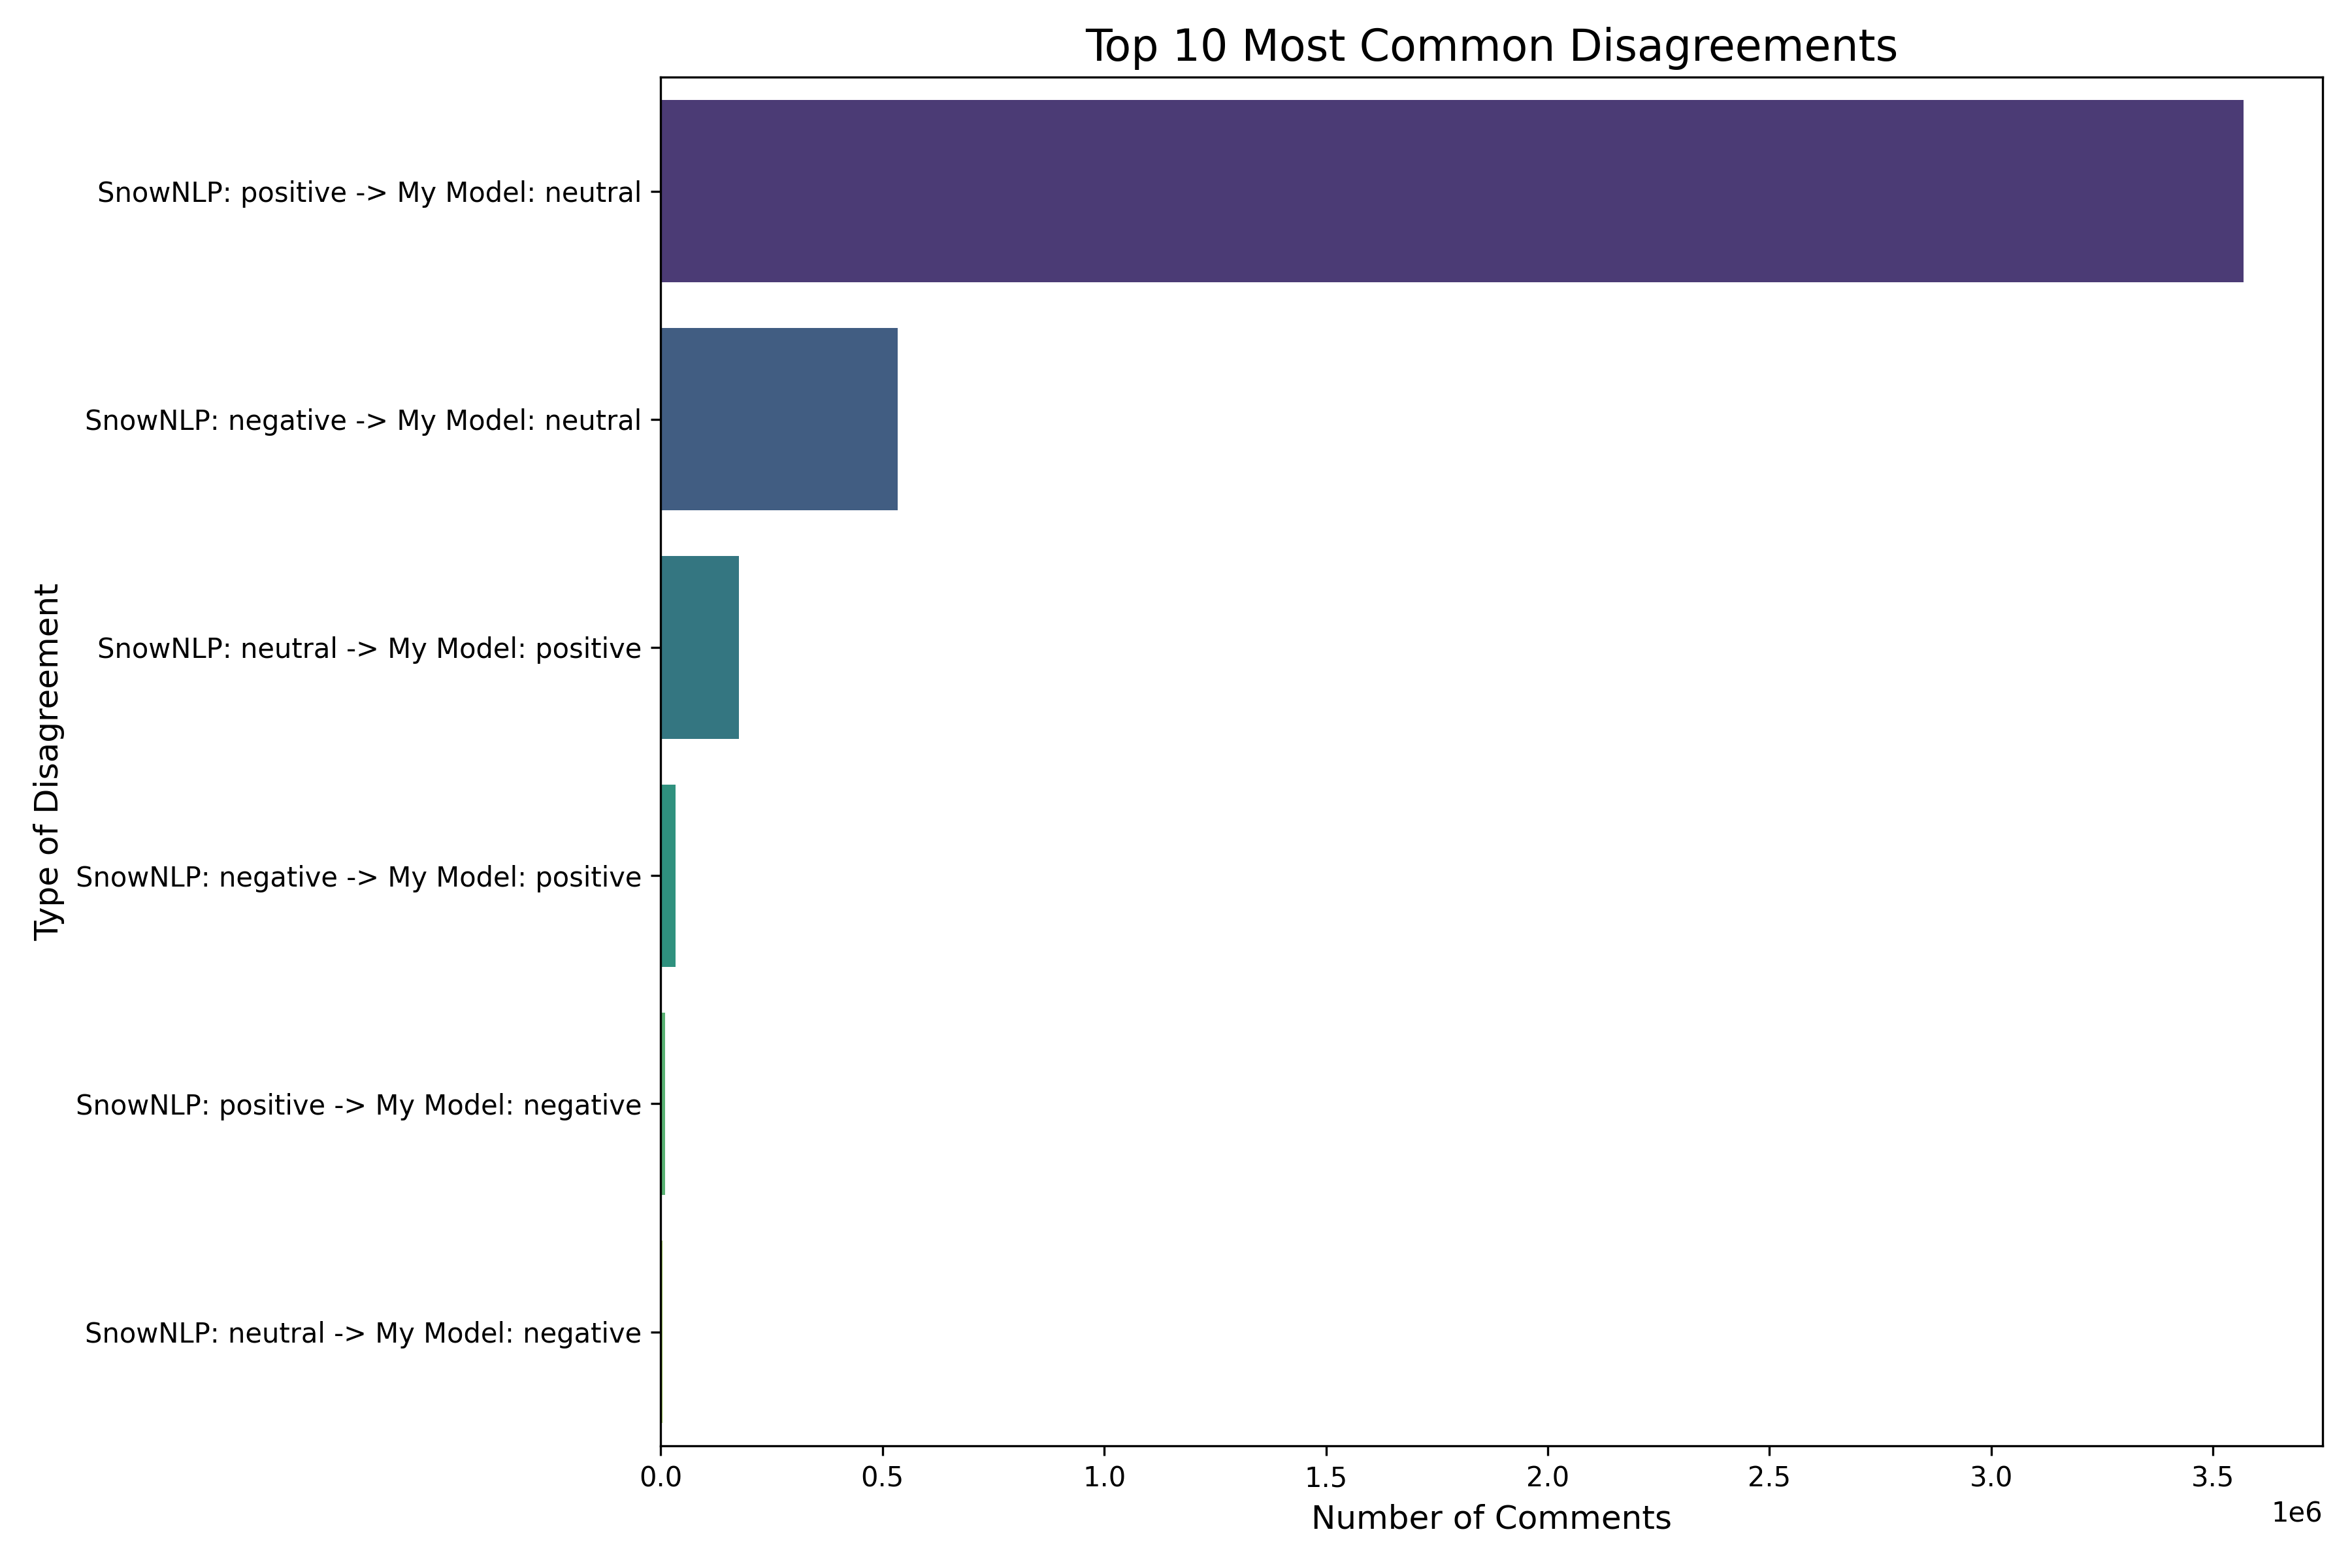 Top 10 Most Common Disagreements
Type of Disagreement
SnowNLP: positive -> My Model: neutral
SnowNLP: negative -> My Model: neutral
SnowNLP: neutral -> My Model: positive
SnowNLP: negative -> My Model: positive
SnowNLP: positive -> My Model: negative
SnowNLP: neutral -> My Model: negative
0.0 0.5 1.0 1.5 2.0 2.5 3.0 3.5
1e6
Number of Comments